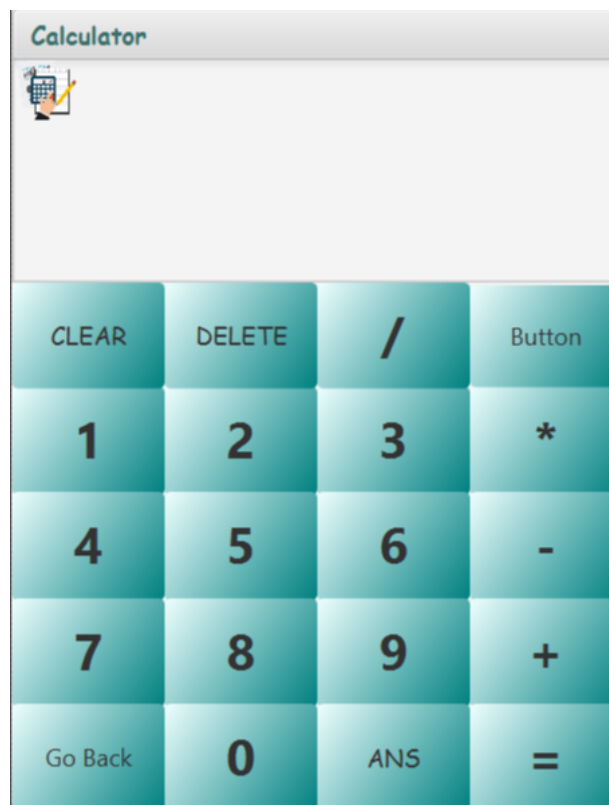 Calculator
CLEAR DELETE / Button
1 2 3 *
4 5 6 -
7 8 9 +
Go Back 0 ANS =